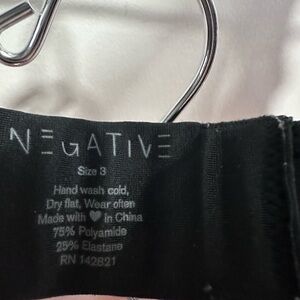 NEGATIVE
Size 3
Hand wash cold,
Dry flat, Wear often
Made with ♥ in China
75% Polyamide
25% Elastane
RN 142821